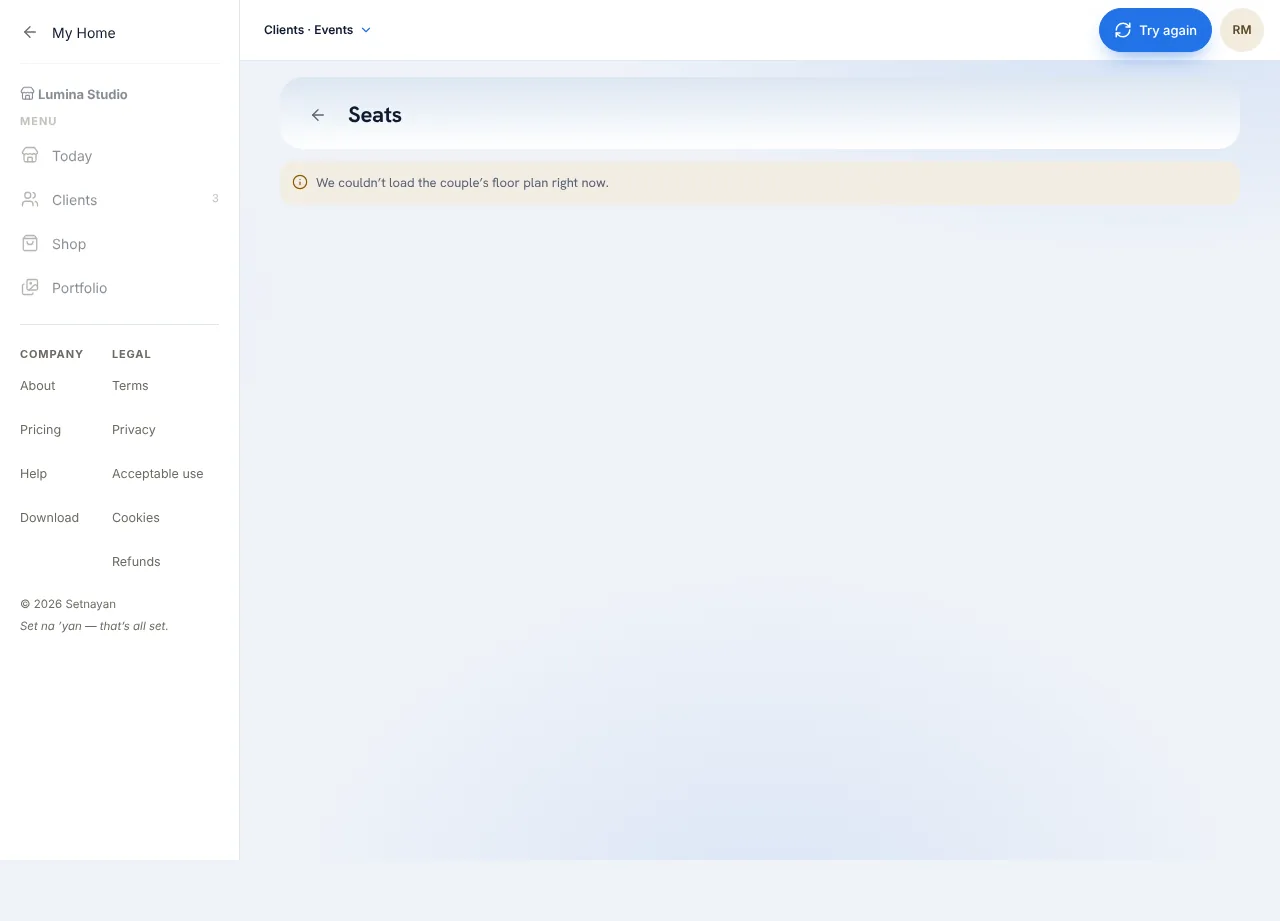 My Home
Lumina Studio
MENU
Today
Clients 3
Shop
Portfolio
COMPANY
About
Pricing
Help
Download
LEGAL
Terms
Privacy
Acceptable use
Cookies
Refunds
© 2026 Setnayan
Set na ’yan — that’s all set.
Clients · Events
Try again
RM
Seats
We couldn’t load the couple’s floor plan right now.